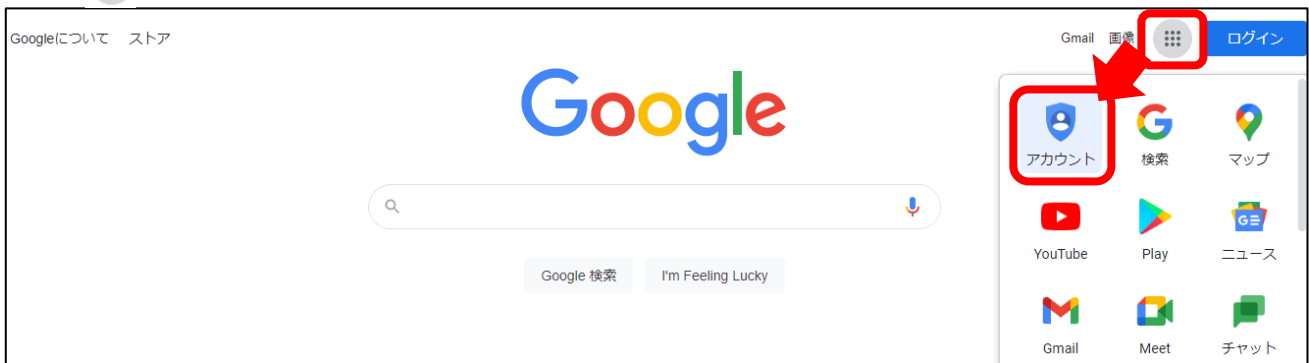 Googleについて ストア
Gmail 画像 ログイン
Google
アカウント 検索 マップ
YouTube Play ニュース
Google 検索 I'm Feeling Lucky
Gmail Meet チャット